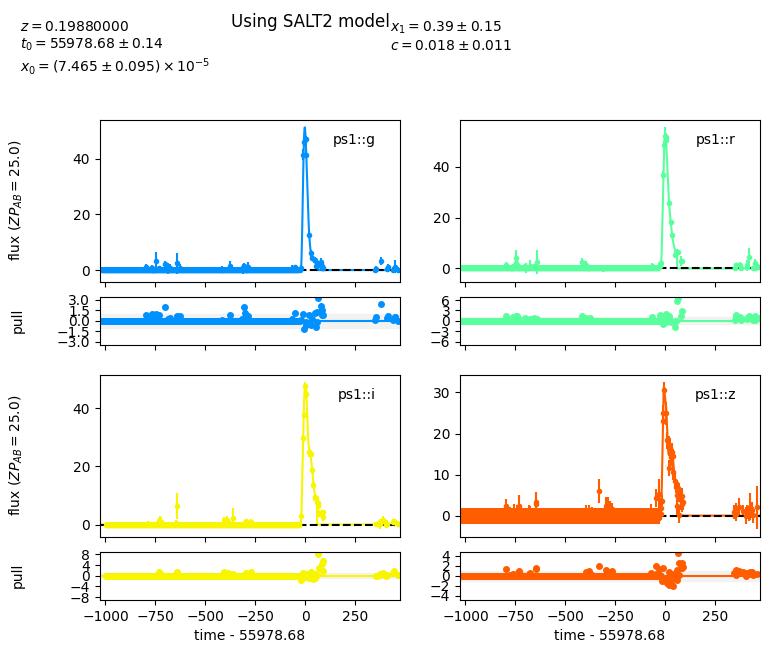 Using SALT2 model
z = 0.19880000
t₀ = 55978.68 ± 0.14
x₀ = (7.465 ± 0.095) × 10⁻⁵
x₁ = 0.39 ± 0.15
c = 0.018 ± 0.011
flux (ZP_AB = 25.0)
40
20
0
ps1::g
40
20
0
ps1::r
pull
3.0
1.5
0.0
−1.5
−3.0
6
3
0
−3
−6
flux (ZP_AB = 25.0)
40
20
0
ps1::i
30
20
10
0
ps1::z
pull
8
4
0
−4
−8
4
2
0
−2
−4
−1000 −750 −500 −250 0 250
−1000 −750 −500 −250 0 250
time - 55978.68
time - 55978.68